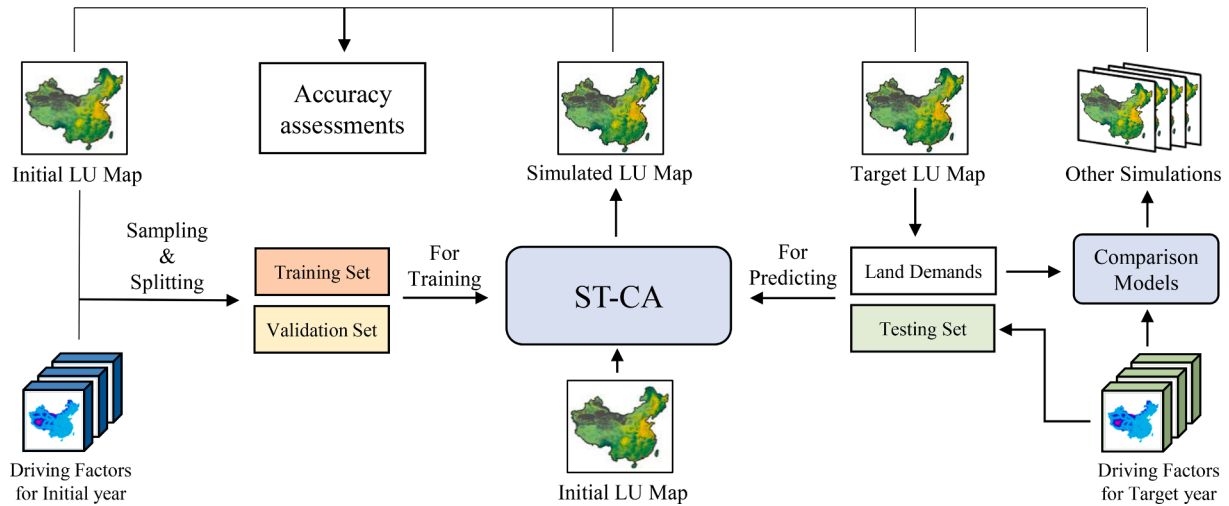 Accuracy
assessments
Initial LU Map
Simulated LU Map
Target LU Map
Other Simulations
Sampling
&
Splitting
Training Set
Validation Set
For
Training
ST-CA
For
Predicting
Land Demands
Testing Set
Comparison
Models
Driving Factors
for Initial year
Initial LU Map
Driving Factors
for Target year